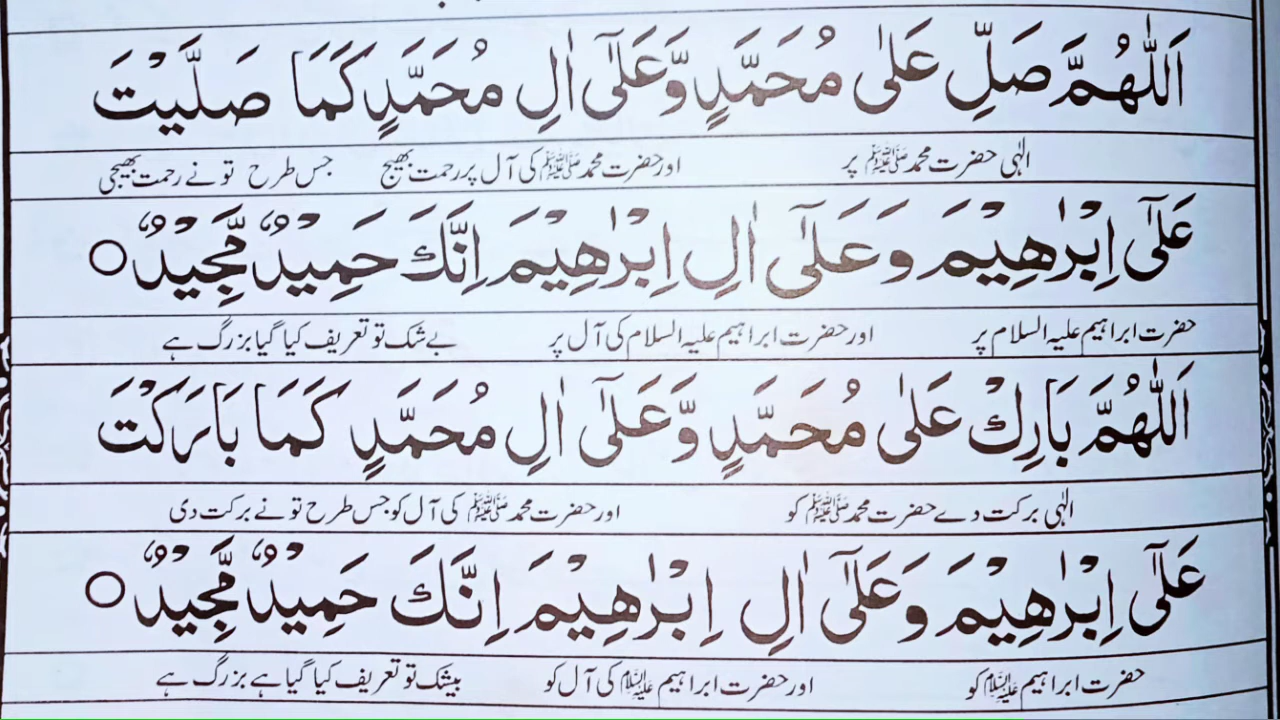 اَللّٰهُمَّ صَلِّ عَلٰى مُحَمَّدٍ وَّعَلٰٓى اٰلِ مُحَمَّدٍ كَمَا صَلَّيْتَ
الٰہی حضرت محمد ﷺ پر اور حضرت محمد ﷺ کی آل پر رحمت بھیج جس طرح تو نے رحمت بھیجی
عَلٰٓى اِبْرٰهِيْمَ وَعَلٰٓى اٰلِ اِبْرٰهِيْمَ اِنَّكَ حَمِيْدٌ مَّجِيْدٌ ○
حضرت ابراہیم علیہ السلام پر اور حضرت ابراہیم علیہ السلام کی آل پر بے شک تو تعریف کیا گیا بزرگ ہے
اَللّٰهُمَّ بَارِكْ عَلٰى مُحَمَّدٍ وَّعَلٰٓى اٰلِ مُحَمَّدٍ كَمَا بَارَكْتَ
الٰہی برکت دے حضرت محمد ﷺ کو اور حضرت محمد ﷺ کی آل کو جس طرح تو نے برکت دی
عَلٰٓى اِبْرٰهِيْمَ وَعَلٰٓى اٰلِ اِبْرٰهِيْمَ اِنَّكَ حَمِيْدٌ مَّجِيْدٌ ○
حضرت ابراہیم علیہ السلام کو اور حضرت ابراہیم علیہ السلام کی آل کو بیشک تو تعریف کیا گیا ہے بزرگ ہے